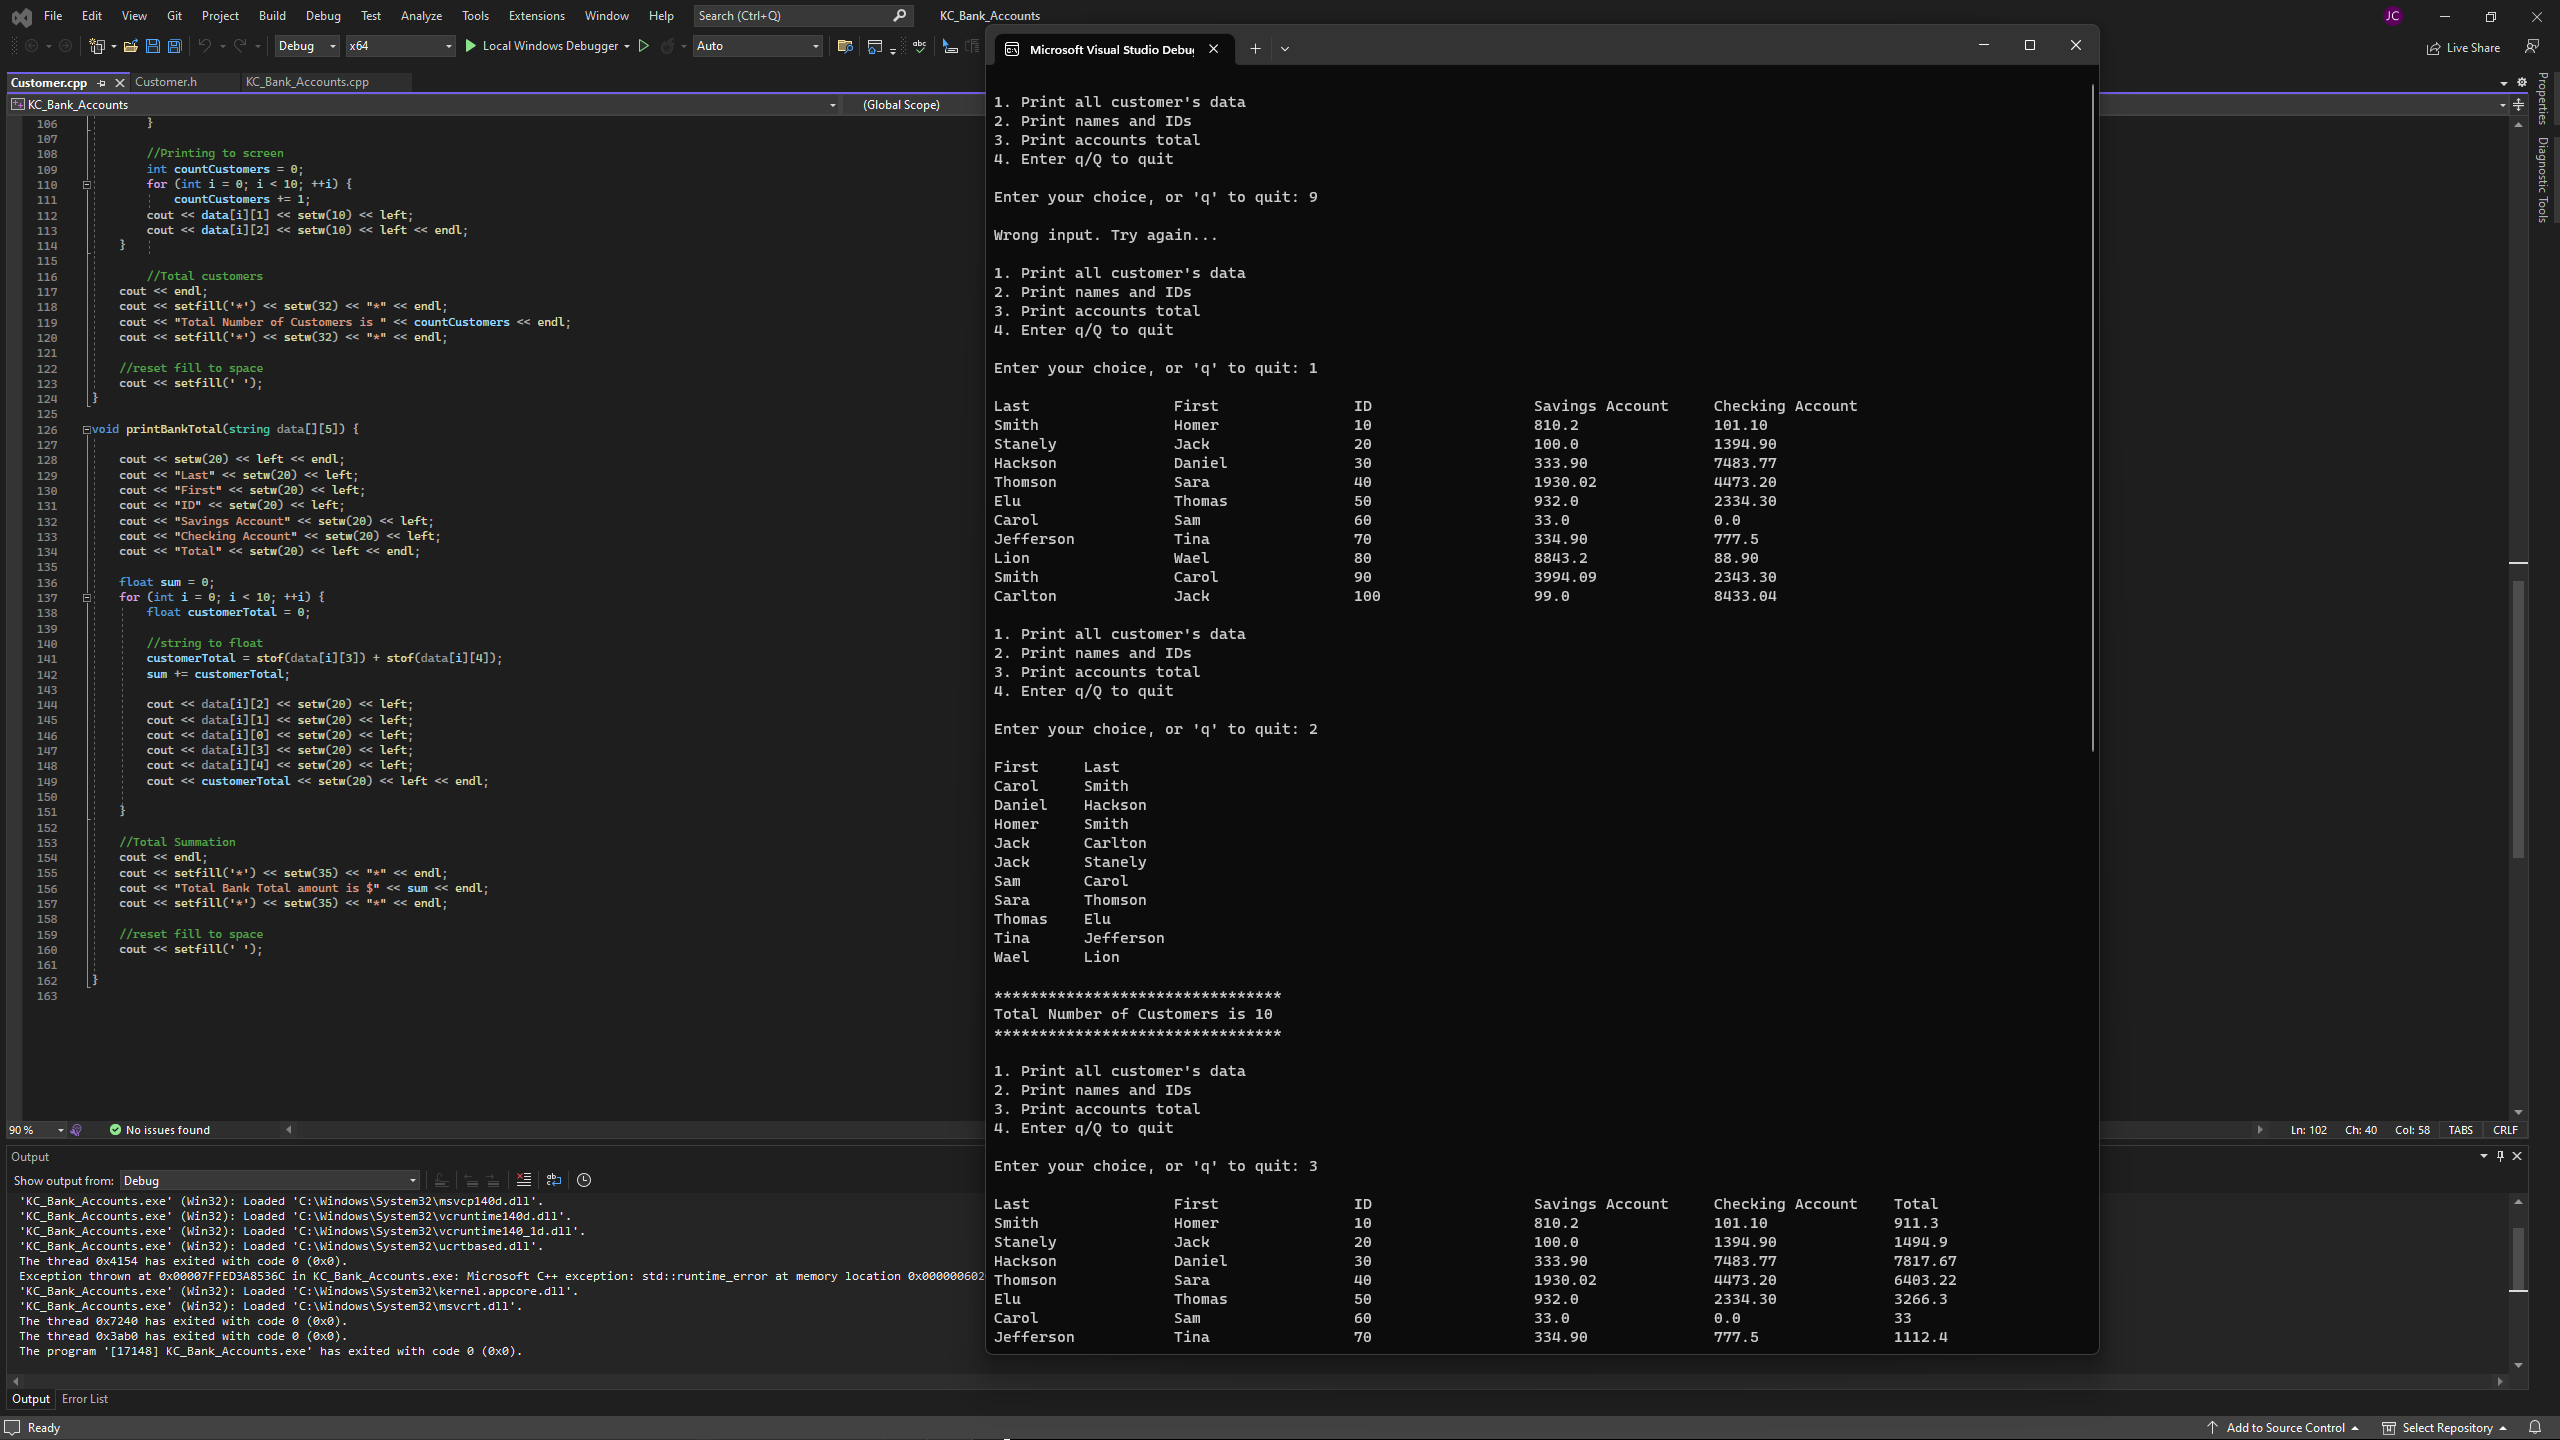 File Edit View Git Project Build Debug Test Analyze Tools Extensions Window Help Search (Ctrl+Q) KC_Bank_Accounts JC
Debug x64 Local Windows Debugger Auto Live Share
Customer.cpp Customer.h KC_Bank_Accounts.cpp
KC_Bank_Accounts (Global Scope)
106 }
107
108 //Printing to screen
109 int countCustomers = 0;
110 for (int i = 0; i < 10; ++i) {
111 countCustomers += 1;
112 cout << data[i][1] << setw(10) << left;
113 cout << data[i][2] << setw(10) << left << endl;
114 }
115
116 //Total customers
117 cout << endl;
118 cout << setfill('*') << setw(32) << "*" << endl;
119 cout << "Total Number of Customers is " << countCustomers << endl;
120 cout << setfill('*') << setw(32) << "*" << endl;
121
122 //reset fill to space
123 cout << setfill(' ');
124 }
125
126 void printBankTotal(string data[][5]) {
127
128 cout << setw(20) << left << endl;
129 cout << "Last" << setw(20) << left;
130 cout << "First" << setw(20) << left;
131 cout << "ID" << setw(20) << left;
132 cout << "Savings Account" << setw(20) << left;
133 cout << "Checking Account" << setw(20) << left;
134 cout << "Total" << setw(20) << left << endl;
135
136 float sum = 0;
137 for (int i = 0; i < 10; ++i) {
138 float customerTotal = 0;
139
140 //string to float
141 customerTotal = stof(data[i][3]) + stof(data[i][4]);
142 sum += customerTotal;
143
144 cout << data[i][2] << setw(20) << left;
145 cout << data[i][1] << setw(20) << left;
146 cout << data[i][0] << setw(20) << left;
147 cout << data[i][3] << setw(20) << left;
148 cout << data[i][4] << setw(20) << left;
149 cout << customerTotal << setw(20) << left << endl;
150
151 }
152
153 //Total Summation
154 cout << endl;
155 cout << setfill('*') << setw(35) << "*" << endl;
156 cout << "Total Bank Total amount is $" << sum << endl;
157 cout << setfill('*') << setw(35) << "*" << endl;
158
159 //reset fill to space
160 cout << setfill(' ');
161
162 }
163
90 % No issues found Ln: 102 Ch: 40 Col: 58 TABS CRLF
Output
Show output from: Debug
'KC_Bank_Accounts.exe' (Win32): Loaded 'C:\Windows\System32\msvcp140d.dll'.
'KC_Bank_Accounts.exe' (Win32): Loaded 'C:\Windows\System32\vcruntime140d.dll'.
'KC_Bank_Accounts.exe' (Win32): Loaded 'C:\Windows\System32\vcruntime140_1d.dll'.
'KC_Bank_Accounts.exe' (Win32): Loaded 'C:\Windows\System32\ucrtbased.dll'.
The thread 0x4154 has exited with code 0 (0x0).
Exception thrown at 0x00007FFED3A8536C in KC_Bank_Accounts.exe: Microsoft C++ exception: std::runtime_error at memory location 0x000000602
'KC_Bank_Accounts.exe' (Win32): Loaded 'C:\Windows\System32\kernel.appcore.dll'.
'KC_Bank_Accounts.exe' (Win32): Loaded 'C:\Windows\System32\msvcrt.dll'.
The thread 0x7240 has exited with code 0 (0x0).
The thread 0x3ab0 has exited with code 0 (0x0).
The program '[17148] KC_Bank_Accounts.exe' has exited with code 0 (0x0).
Output Error List
Ready Add to Source Control Select Repository
Properties
Diagnostic Tools
Microsoft Visual Studio Debug
1. Print all customer's data
2. Print names and IDs
3. Print accounts total
4. Enter q/Q to quit
Enter your choice, or 'q' to quit: 9
Wrong input. Try again...
1. Print all customer's data
2. Print names and IDs
3. Print accounts total
4. Enter q/Q to quit
Enter your choice, or 'q' to quit: 1
Last First ID Savings Account Checking Account
Smith Homer 10 810.2 101.10
Stanely Jack 20 100.0 1394.90
Hackson Daniel 30 333.90 7483.77
Thomson Sara 40 1930.02 4473.20
Elu Thomas 50 932.0 2334.30
Carol Sam 60 33.0 0.0
Jefferson Tina 70 334.90 777.5
Lion Wael 80 8843.2 88.90
Smith Carol 90 3994.09 2343.30
Carlton Jack 100 99.0 8433.04
1. Print all customer's data
2. Print names and IDs
3. Print accounts total
4. Enter q/Q to quit
Enter your choice, or 'q' to quit: 2
First Last
Carol Smith
Daniel Hackson
Homer Smith
Jack Carlton
Jack Stanely
Sam Carol
Sara Thomson
Thomas Elu
Tina Jefferson
Wael Lion
********************************
Total Number of Customers is 10
********************************
1. Print all customer's data
2. Print names and IDs
3. Print accounts total
4. Enter q/Q to quit
Enter your choice, or 'q' to quit: 3
Last First ID Savings Account Checking Account Total
Smith Homer 10 810.2 101.10 911.3
Stanely Jack 20 100.0 1394.90 1494.9
Hackson Daniel 30 333.90 7483.77 7817.67
Thomson Sara 40 1930.02 4473.20 6403.22
Elu Thomas 50 932.0 2334.30 3266.3
Carol Sam 60 33.0 0.0 33
Jefferson Tina 70 334.90 777.5 1112.4